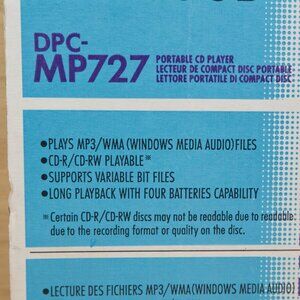 DPC-
MP727
PORTABLE CD PLAYER
LECTEUR DE COMPACT DISC PORTABLE
LETTORE PORTATILE DI COMPACT DISC
●PLAYS MP3/WMA (WINDOWS MEDIA AUDIO)FILES
●CD-R/CD-RW PLAYABLE※
●SUPPORTS VARIABLE BIT FILES
●LONG PLAYBACK WITH FOUR BATTERIES CAPABILITY
※Certain CD-R/CD-RW discs may not be readable due to readable
due to the recording format or quality on the disc.
●LECTURE DES FICHIERS MP3/WMA(WINDOWS MEDIA AUDIO)